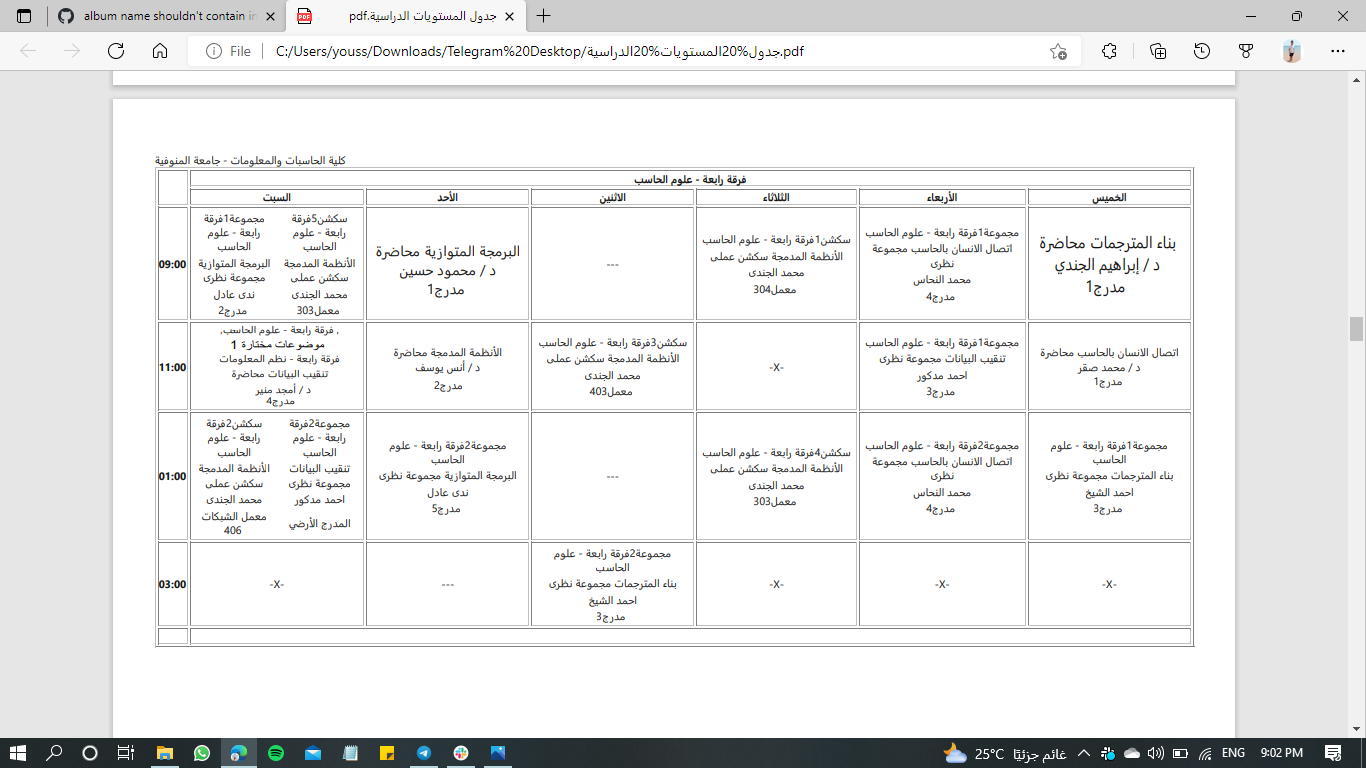 album name shouldn't contain in
جدول المستويات الدراسية.pdf
File
C:/Users/youss/Downloads/Telegram%20Desktop/جدول%20المستويات%20الدراسية.pdf
كلية الحاسبات والمعلومات - جامعة المنوفية
فرقة رابعة - علوم الحاسب
السبت
الأحد
الاثنين
الثلاثاء
الأربعاء
الخميس
09:00
مجموعة1فرقة
رابعة - علوم
الحاسب
البرمجة المتوازية
مجموعة نظرى
ندى عادل
مدرج2
سكشن5فرقة
رابعة - علوم
الحاسب
الأنظمة المدمجة
سكشن عملى
محمد الجندى
معمل303
البرمجة المتوازية محاضرة
د / محمود حسين
مدرج1
---
سكشن1فرقة رابعة - علوم الحاسب
الأنظمة المدمجة سكشن عملى
محمد الجندى
معمل304
مجموعة1فرقة رابعة - علوم الحاسب
اتصال الانسان بالحاسب مجموعة
نظرى
محمد النحاس
مدرج4
بناء المترجمات محاضرة
د / إبراهيم الجندي
مدرج1
11:00
, فرقة رابعة - علوم الحاسب,
موضوعات مختارة 1
فرقة رابعة - نظم المعلومات
تنقيب البيانات محاضرة
د / أمجد منير
مدرج4
الأنظمة المدمجة محاضرة
د / أنس يوسف
مدرج2
سكشن3فرقة رابعة - علوم الحاسب
الأنظمة المدمجة سكشن عملى
محمد الجندى
معمل403
-X-
مجموعة1فرقة رابعة - علوم الحاسب
تنقيب البيانات مجموعة نظرى
احمد مدكور
مدرج3
اتصال الانسان بالحاسب محاضرة
د / محمد صقر
مدرج1
01:00
سكشن2فرقة
رابعة - علوم
الحاسب
الأنظمة المدمجة
سكشن عملى
محمد الجندى
معمل الشبكات
406
مجموعة2فرقة
رابعة - علوم
الحاسب
تنقيب البيانات
مجموعة نظرى
احمد مدكور
المدرج الأرضي
مجموعة2فرقة رابعة - علوم
الحاسب
البرمجة المتوازية مجموعة نظرى
ندى عادل
مدرج5
---
سكشن4فرقة رابعة - علوم الحاسب
الأنظمة المدمجة سكشن عملى
محمد الجندى
معمل303
مجموعة2فرقة رابعة - علوم الحاسب
اتصال الانسان بالحاسب مجموعة
نظرى
محمد النحاس
مدرج4
مجموعة1فرقة رابعة - علوم
الحاسب
بناء المترجمات مجموعة نظرى
احمد الشيخ
مدرج3
03:00
-X-
---
مجموعة2فرقة رابعة - علوم
الحاسب
بناء المترجمات مجموعة نظرى
احمد الشيخ
مدرج3
-X-
-X-
-X-
25°C غائم جزئيًا
ENG
9:02 PM